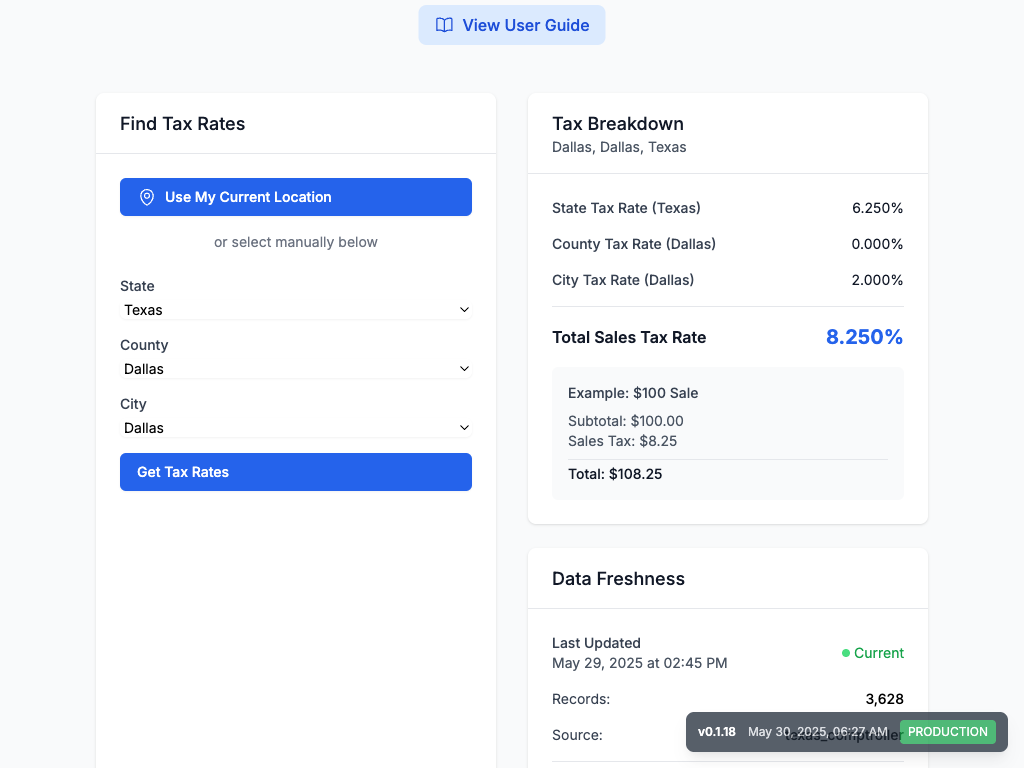 View User Guide
Find Tax Rates
Use My Current Location
or select manually below
State
Texas
County
Dallas
City
Dallas
Get Tax Rates
Tax Breakdown
Dallas, Dallas, Texas
State Tax Rate (Texas) 6.250%
County Tax Rate (Dallas) 0.000%
City Tax Rate (Dallas) 2.000%
Total Sales Tax Rate 8.250%
Example: $100 Sale
Subtotal: $100.00
Sales Tax: $8.25
Total: $108.25
Data Freshness
Last Updated
May 29, 2025 at 02:45 PM
Current
Records: 3,628
Source: texas_comptroller
v0.1.18 May 30, 2025, 06:27 AM PRODUCTION